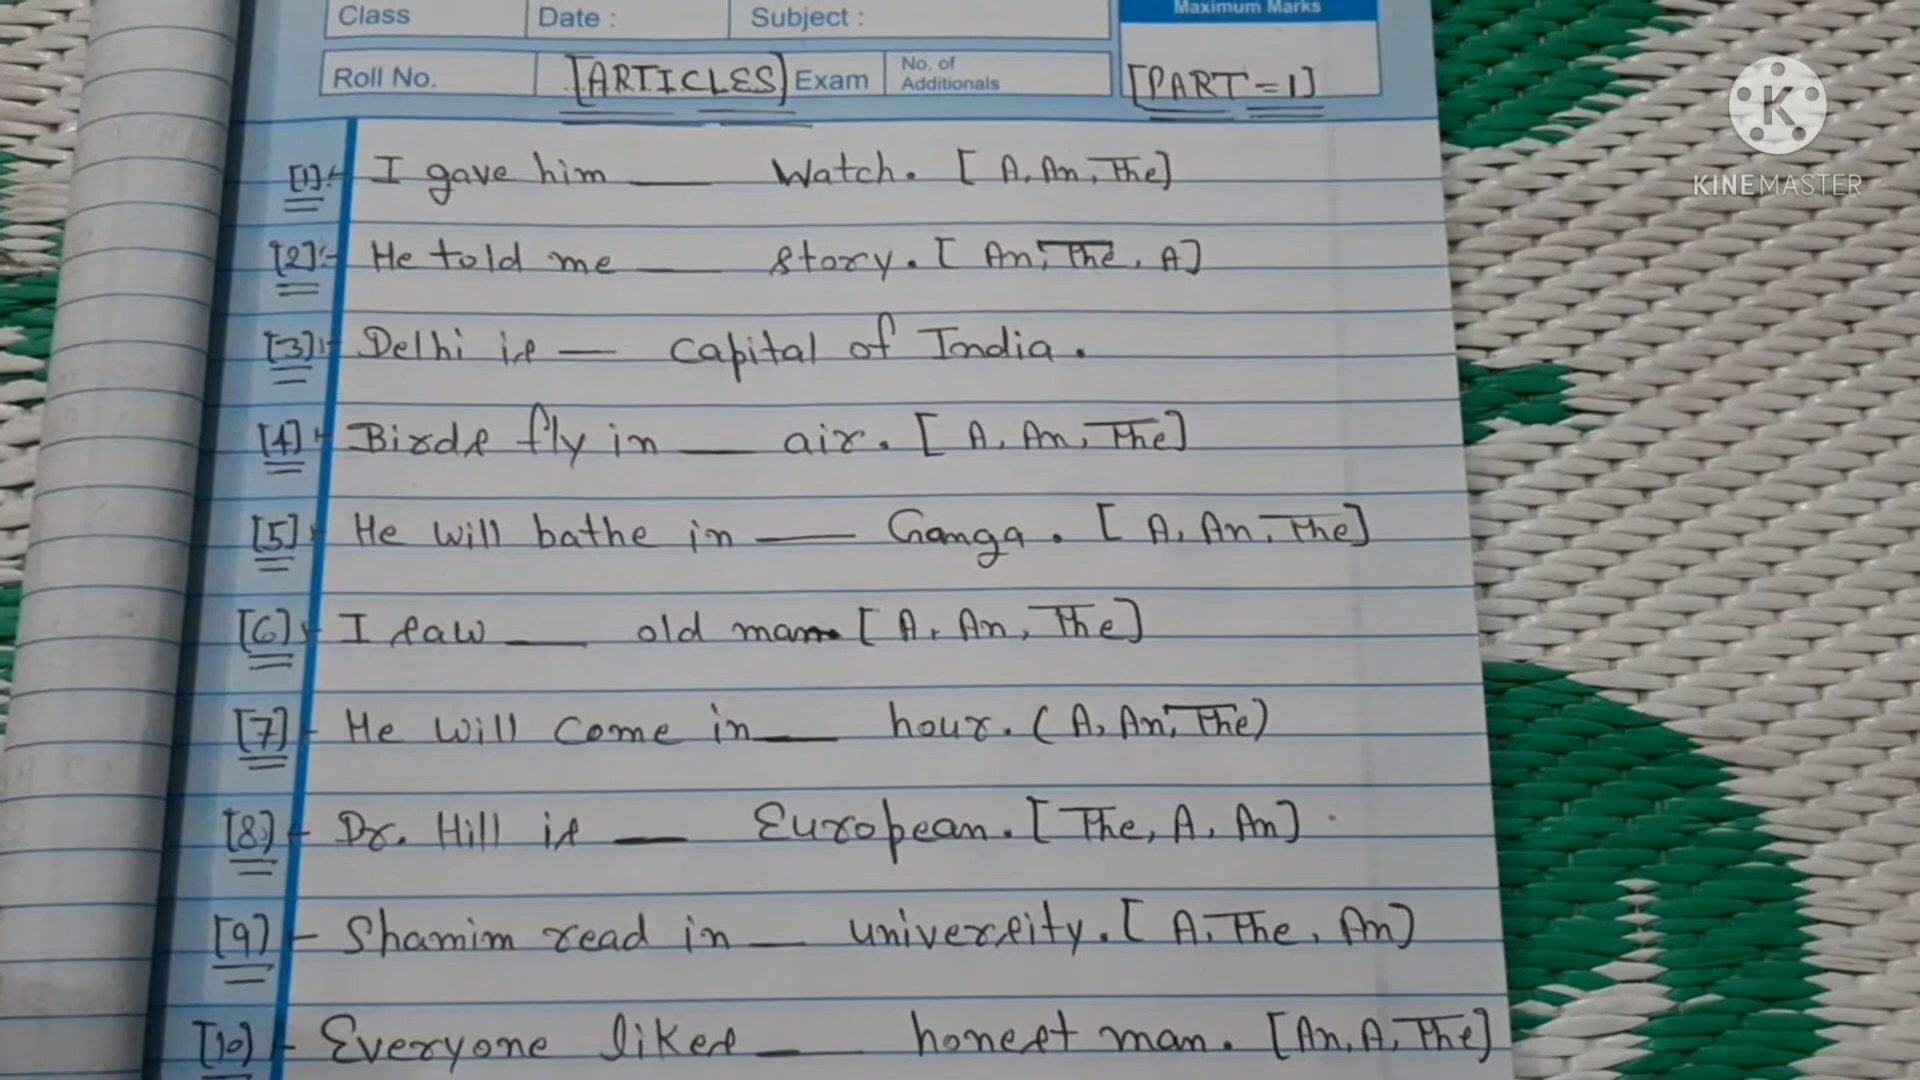 Class Date : Subject : Maximum Marks
Roll No. [ARTICLES] Exam No. of Additionals [PART=1]
K
KINEMASTER
[1]:- I gave him ___ Watch. [A, An, The]
[2]:- He told me ___ story. [An, The, A]
[3]:- Delhi is ___ capital of India.
[4]:- Birds fly in ___ air. [A, An, The]
[5]:- He will bathe in ___ Ganga. [A, An, The]
[6]:- I saw ___ old man [A, An, The]
[7]:- He will come in ___ hour. (A, An, The)
[8]:- Dr. Hill is ___ European. [The, A, An]
[9]:- Shamim read in ___ university. [A, The, An]
[10]:- Everyone likes ___ honest man. [An, A, The]